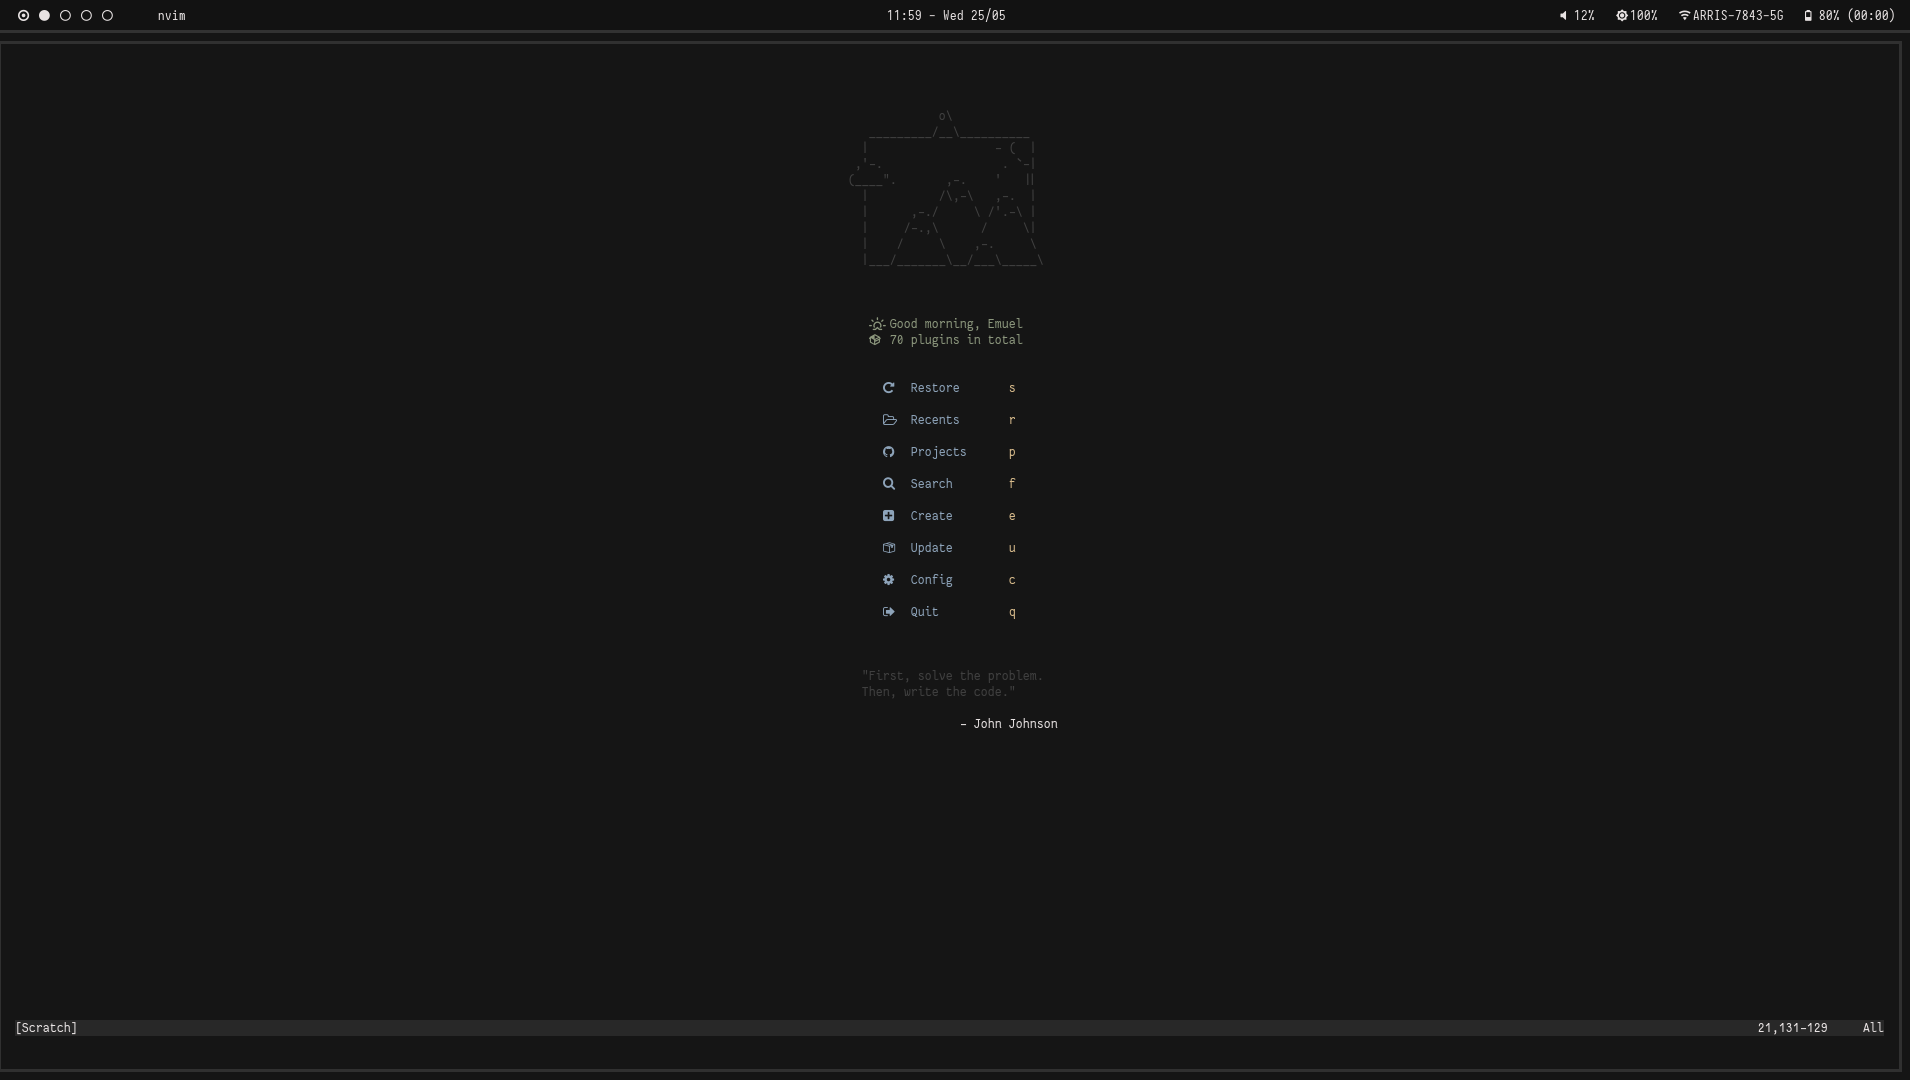 nvim 11:59 - Wed 25/05 12% 100% ARRIS-7843-5G 80% (00:00)
Good morning, Emuel
70 plugins in total
Restore s
Recents r
Projects p
Search f
Create e
Update u
Config c
Quit q
"First, solve the problem.
Then, write the code."
- John Johnson
[Scratch] 21,131-129 All